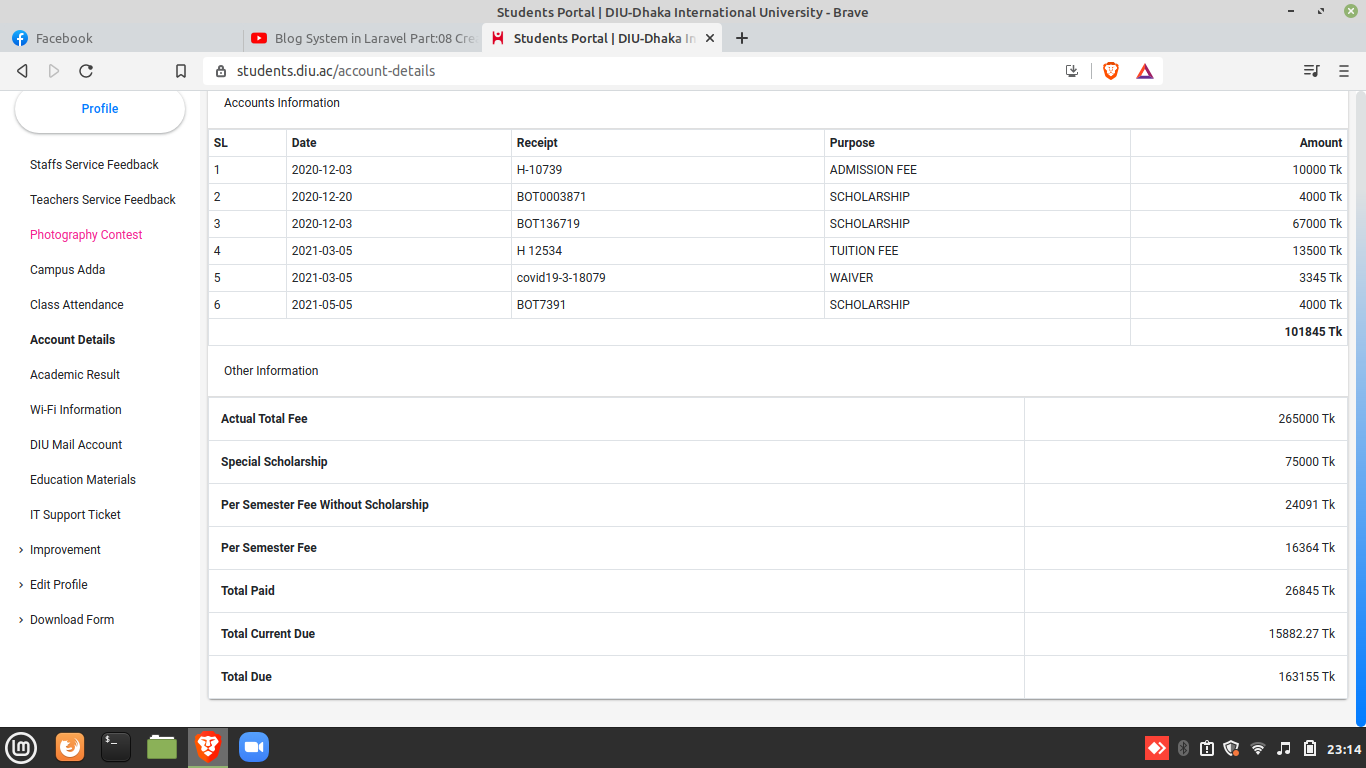 Students Portal | DIU-Dhaka International University - Brave
Facebook
Blog System in Laravel Part:08 Cre
Students Portal | DIU-Dhaka In
students.diu.ac/account-details
Profile
Staffs Service Feedback
Teachers Service Feedback
Photography Contest
Campus Adda
Class Attendance
Account Details
Academic Result
Wi-Fi Information
DIU Mail Account
Education Materials
IT Support Ticket
Improvement
Edit Profile
Download Form
Accounts Information
SL Date Receipt Purpose Amount
1 2020-12-03 H-10739 ADMISSION FEE 10000 Tk
2 2020-12-20 BOT0003871 SCHOLARSHIP 4000 Tk
3 2020-12-03 BOT136719 SCHOLARSHIP 67000 Tk
4 2021-03-05 H 12534 TUITION FEE 13500 Tk
5 2021-03-05 covid19-3-18079 WAIVER 3345 Tk
6 2021-05-05 BOT7391 SCHOLARSHIP 4000 Tk
101845 Tk
Other Information
Actual Total Fee 265000 Tk
Special Scholarship 75000 Tk
Per Semester Fee Without Scholarship 24091 Tk
Per Semester Fee 16364 Tk
Total Paid 26845 Tk
Total Current Due 15882.27 Tk
Total Due 163155 Tk
23:14